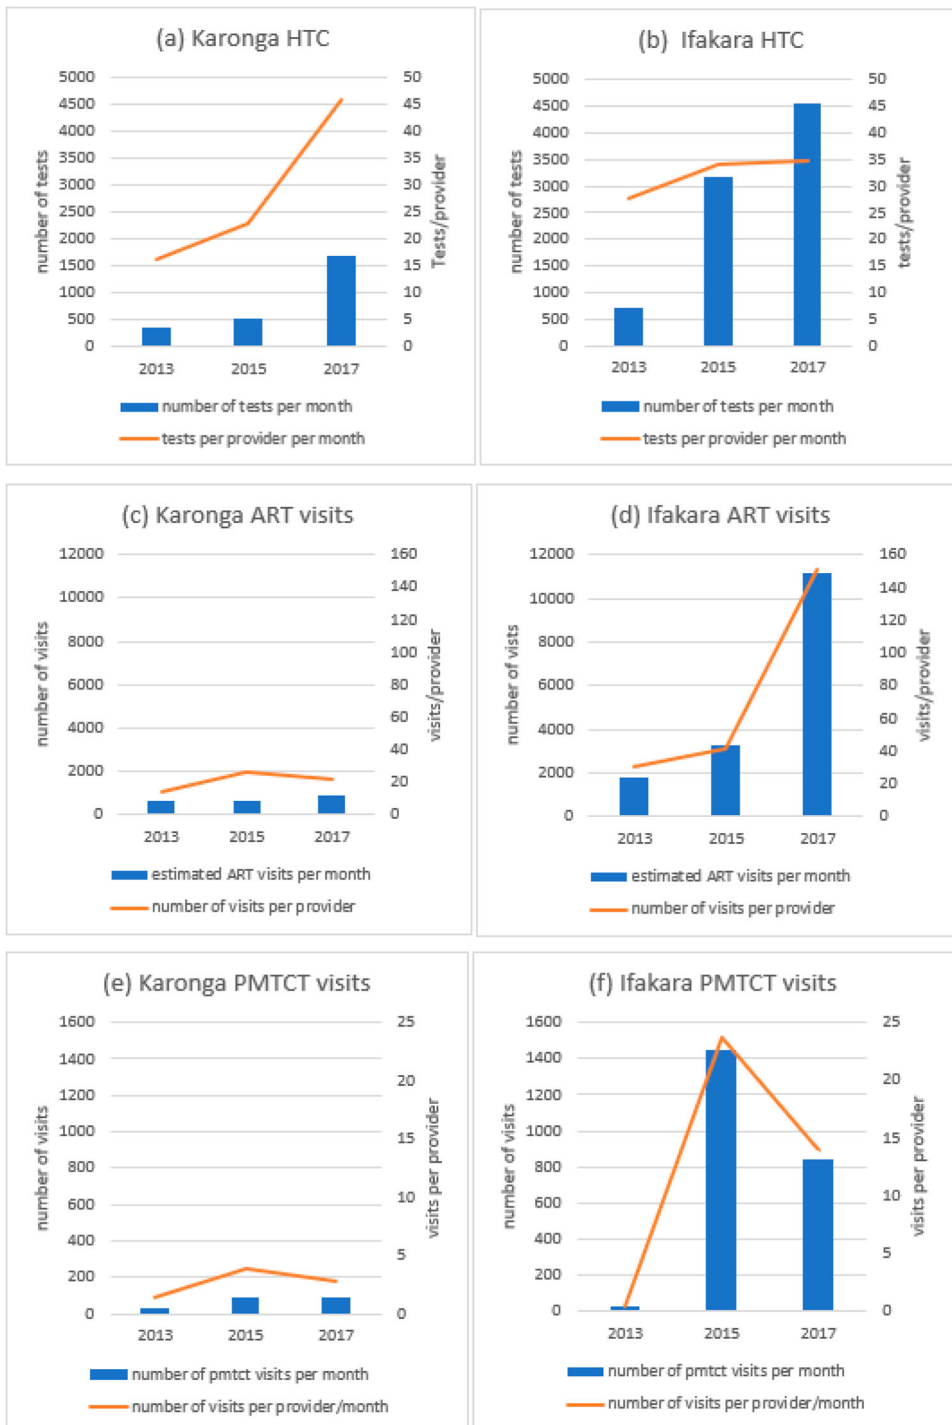 (a) Karonga HTC
number of tests
5000
4500
4000
3500
3000
2500
2000
1500
1000
500
0
50
45
40
35
30
25
20
15
10
5
0
Tests/provider
2013 2015 2017
number of tests per month
tests per provider per month
(b) Ifakara HTC
number of tests
5000
4500
4000
3500
3000
2500
2000
1500
1000
500
0
50
45
40
35
30
25
20
15
10
5
0
tests/provider
2013 2015 2017
number of tests per month
tests per provider per month
(c) Karonga ART visits
number of visits
12000
10000
8000
6000
4000
2000
0
160
140
120
100
80
60
40
20
0
visits/provider
2013 2015 2017
estimated ART visits per month
number of visits per provider
(d) Ifakara ART visits
number of vists
12000
10000
8000
6000
4000
2000
0
160
140
120
100
80
60
40
20
0
visits/provider
2013 2015 2017
estimated ART visits per month
number of visits per provider
(e) Karonga PMTCT visits
number of visits
1600
1400
1200
1000
800
600
400
200
0
25
20
15
10
5
0
visits per provider
2013 2015 2017
number of pmtct visits per month
number of visits per provider/month
(f) Ifakara PMTCT visits
number of visits
1600
1400
1200
1000
800
600
400
200
0
25
20
15
10
5
0
visits per provider
2013 2015 2017
number of pmtct visits per month
number of visits per provider/month